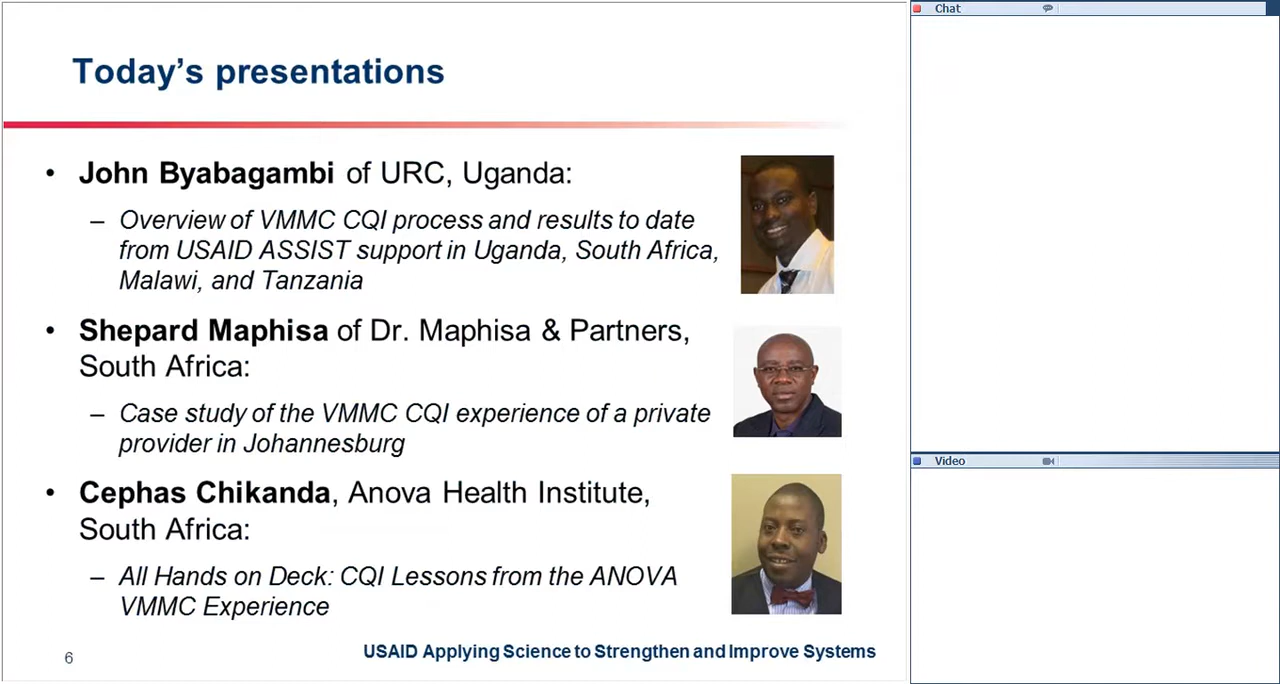 Today's presentations
• John Byabagambi of URC, Uganda:
– Overview of VMMC CQI process and results to date
from USAID ASSIST support in Uganda, South Africa,
Malawi, and Tanzania
• Shepard Maphisa of Dr. Maphisa & Partners,
South Africa:
– Case study of the VMMC CQI experience of a private
provider in Johannesburg
• Cephas Chikanda, Anova Health Institute,
South Africa:
– All Hands on Deck: CQI Lessons from the ANOVA
VMMC Experience
6
USAID Applying Science to Strengthen and Improve Systems
Chat
Video